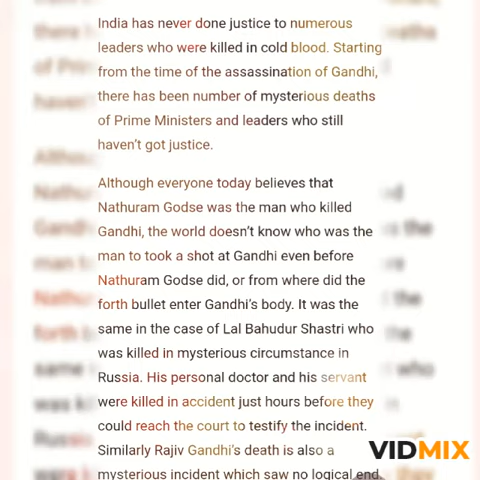 India has never done justice to numerous
leaders who were killed in cold blood. Starting
from the time of the assassination of Gandhi,
there has been number of mysterious deaths
of Prime Ministers and leaders who still
haven't got justice.
Although everyone today believes that
Nathuram Godse was the man who killed
Gandhi, the world doesn't know who was the
man to took a shot at Gandhi even before
Nathuram Godse did, or from where did the
forth bullet enter Gandhi's body. It was the
same in the case of Lal Bahudur Shastri who
was killed in mysterious circumstance in
Russia. His personal doctor and his servant
were killed in accident just hours before they
could reach the court to testify the incident.
Similarly Rajiv Gandhi's death is also a
mysterious incident which saw no logical end.
VIDMIX